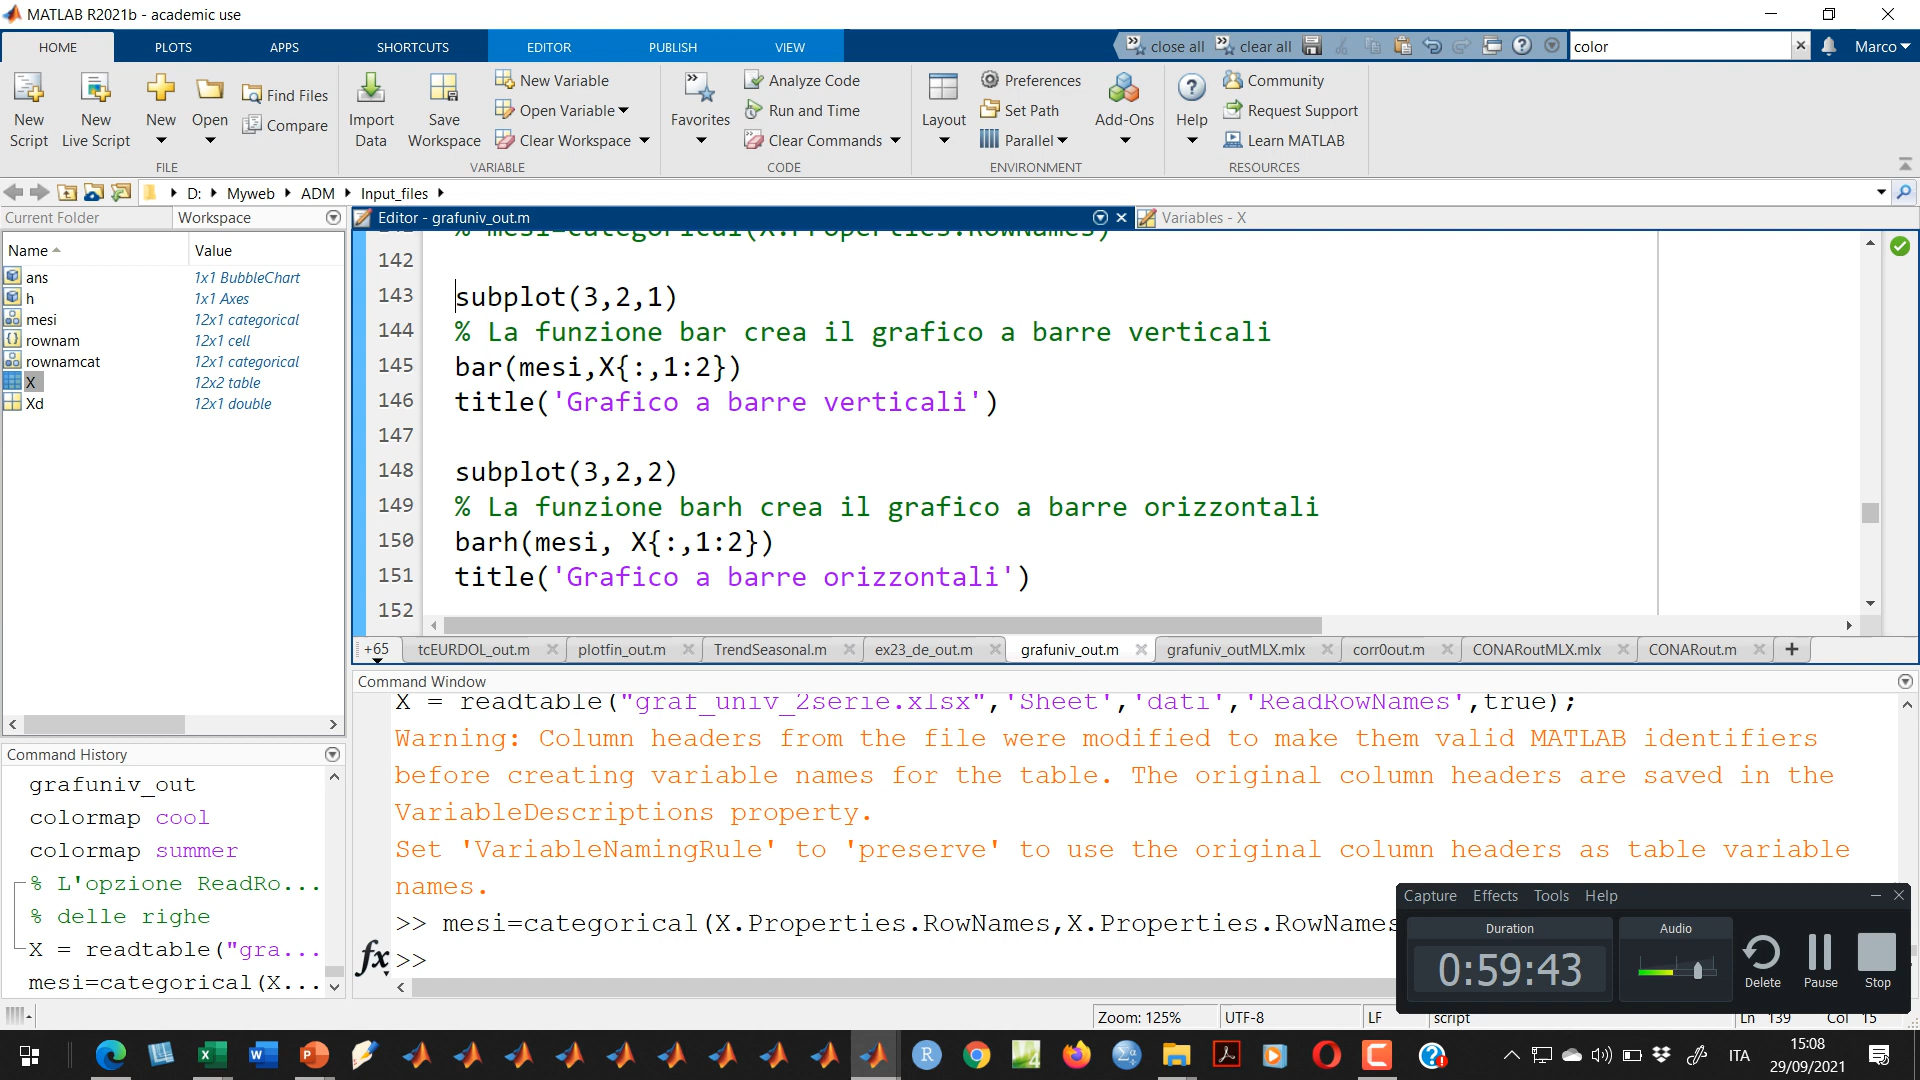 MATLAB R2021b - academic use
HOME PLOTS APPS SHORTCUTS EDITOR PUBLISH VIEW close all clear all color Marco
New Script
New Live Script
New
Open
Find Files
Compare
FILE
Import Data
Save Workspace
New Variable
Open Variable
Clear Workspace
VARIABLE
Favorites
Analyze Code
Run and Time
Clear Commands
CODE
Layout
Preferences
Set Path
Parallel
ENVIRONMENT
Add-Ons
Help
Community
Request Support
Learn MATLAB
RESOURCES
D: Myweb ADM Input_files
Current Folder Workspace
Name Value
ans 1x1 BubbleChart
h 1x1 Axes
mesi 12x1 categorical
rownam 12x1 cell
rownamcat 12x1 categorical
X 12x2 table
Xd 12x1 double
Command History
grafuniv_out
colormap cool
colormap summer
% L'opzione ReadRo...
% delle righe
X = readtable("gra...
mesi=categorical(X...
Editor - grafuniv_out.m
Variables - X
% mesi=categorical(X.Properties.RowNames)
142
143 subplot(3,2,1)
144 % La funzione bar crea il grafico a barre verticali
145 bar(mesi,X{:,1:2})
146 title('Grafico a barre verticali')
147
148 subplot(3,2,2)
149 % La funzione barh crea il grafico a barre orizzontali
150 barh(mesi, X{:,1:2})
151 title('Grafico a barre orizzontali')
152
+65 tcEURDOL_out.m plotfin_out.m TrendSeasonal.m ex23_de_out.m grafuniv_out.m grafuniv_outMLX.mlx corr0out.m CONARoutMLX.mlx CONARout.m
Command Window
X = readtable("graf_univ_2serie.xlsx",'Sheet','dati','ReadRowNames',true);
Warning: Column headers from the file were modified to make them valid MATLAB identifiers
before creating variable names for the table. The original column headers are saved in the
VariableDescriptions property.
Set 'VariableNamingRule' to 'preserve' to use the original column headers as table variable
names.
>> mesi=categorical(X.Properties.RowNames,X.Properties.RowNames
fx >>
Capture Effects Tools Help
Duration
0:59:43
Audio
Delete
Pause
Stop
Zoom: 125% UTF-8 LF script Ln 139 Col 15
ITA
15:08
29/09/2021